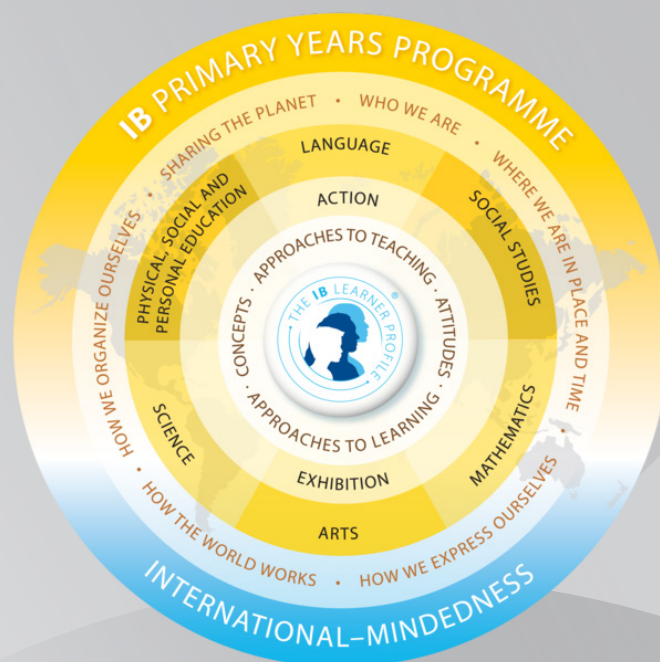 IB PRIMARY YEARS PROGRAMME
SHARING THE PLANET · WHO WE ARE · WHERE WE ARE IN PLACE AND TIME · HOW WE EXPRESS OURSELVES · HOW THE WORLD WORKS · HOW WE ORGANIZE OURSELVES ·
LANGUAGE
SOCIAL STUDIES
MATHEMATICS
ARTS
SCIENCE
PHYSICAL, SOCIAL AND
PERSONAL EDUCATION
ACTION
EXHIBITION
APPROACHES TO TEACHING · ATTITUDES · APPROACHES TO LEARNING · CONCEPTS ·
THE IB LEARNER PROFILE ®
INTERNATIONAL–MINDEDNESS